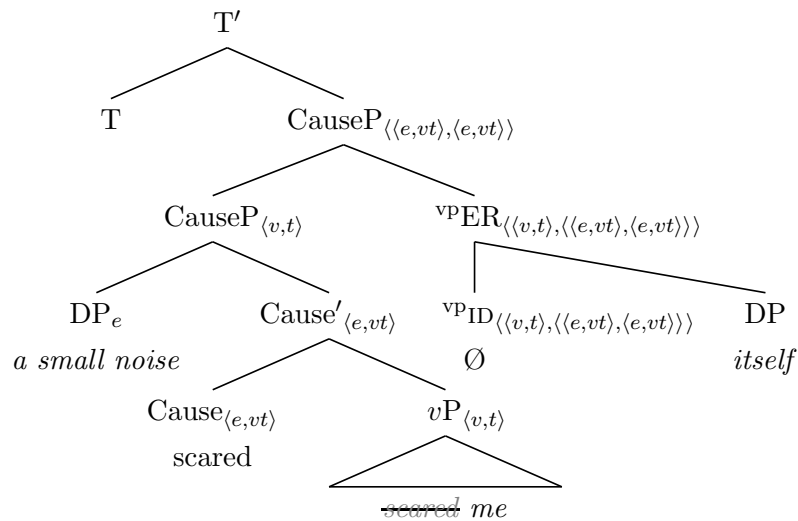 T′
T CauseP⟨⟨e,vt⟩,⟨e,vt⟩⟩
CauseP⟨v,t⟩ vpER⟨⟨v,t⟩,⟨⟨e,vt⟩,⟨e,vt⟩⟩⟩
DPe Cause′⟨e,vt⟩ vpID⟨⟨v,t⟩,⟨⟨e,vt⟩,⟨e,vt⟩⟩⟩ DP
a small noise Ø itself
Cause⟨e,vt⟩ vP⟨v,t⟩
scared
scared me